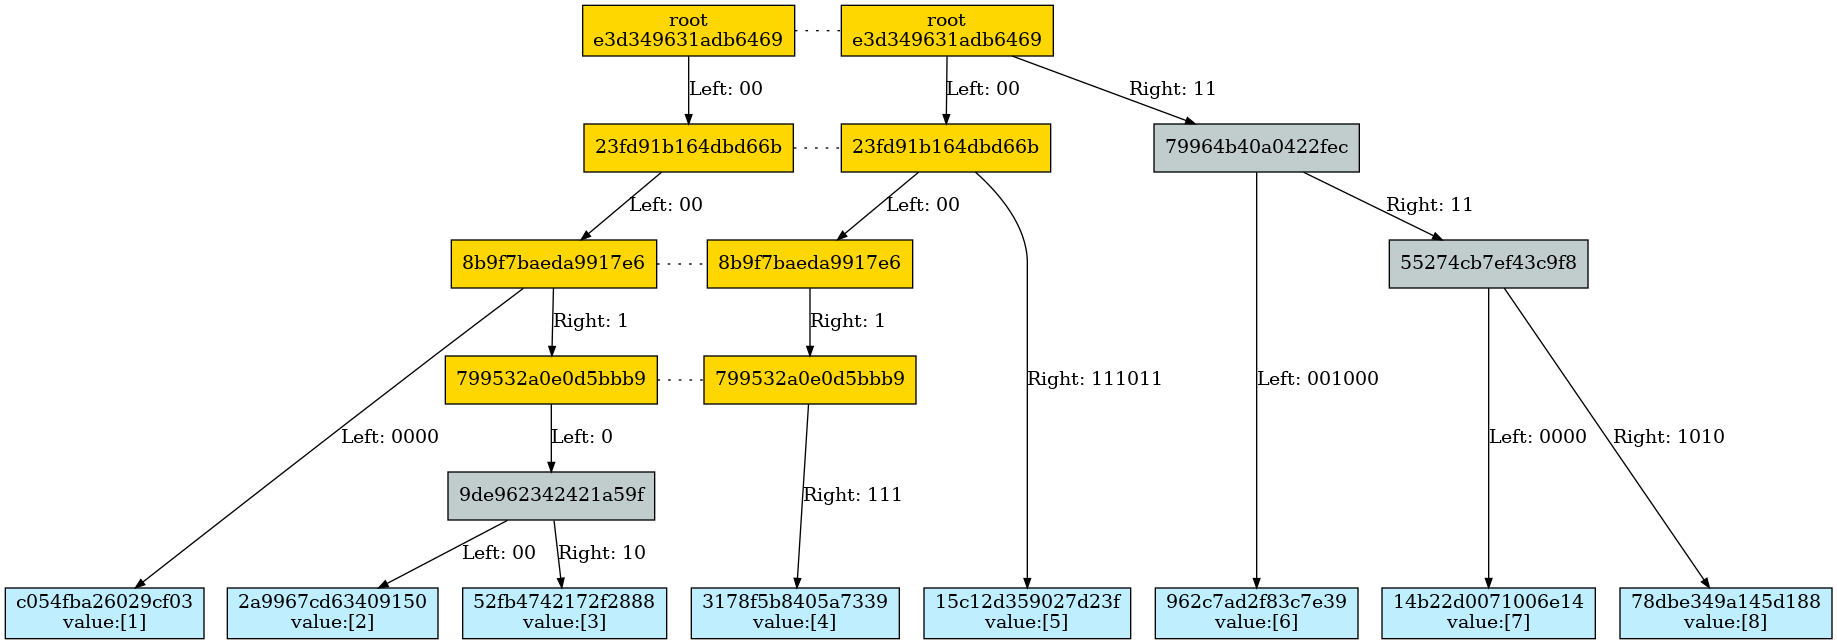 root
e3d349631adb6469
root
e3d349631adb6469
Left: 00
Left: 00
Right: 11
23fd91b164dbd66b
23fd91b164dbd66b
79964b40a0422fec
Left: 00
Left: 00
Right: 11
8b9f7baeda9917e6
8b9f7baeda9917e6
55274cb7ef43c9f8
Right: 1
Right: 1
799532a0e0d5bbb9
799532a0e0d5bbb9
Right: 111011
Left: 001000
Left: 0000
Left: 0
Left: 0000
Right: 1010
9de962342421a59f
Right: 111
Left: 00
Right: 10
c054fba26029cf03
value:[1]
2a9967cd63409150
value:[2]
52fb4742172f2888
value:[3]
3178f5b8405a7339
value:[4]
15c12d359027d23f
value:[5]
962c7ad2f83c7e39
value:[6]
14b22d0071006e14
value:[7]
78dbe349a145d188
value:[8]